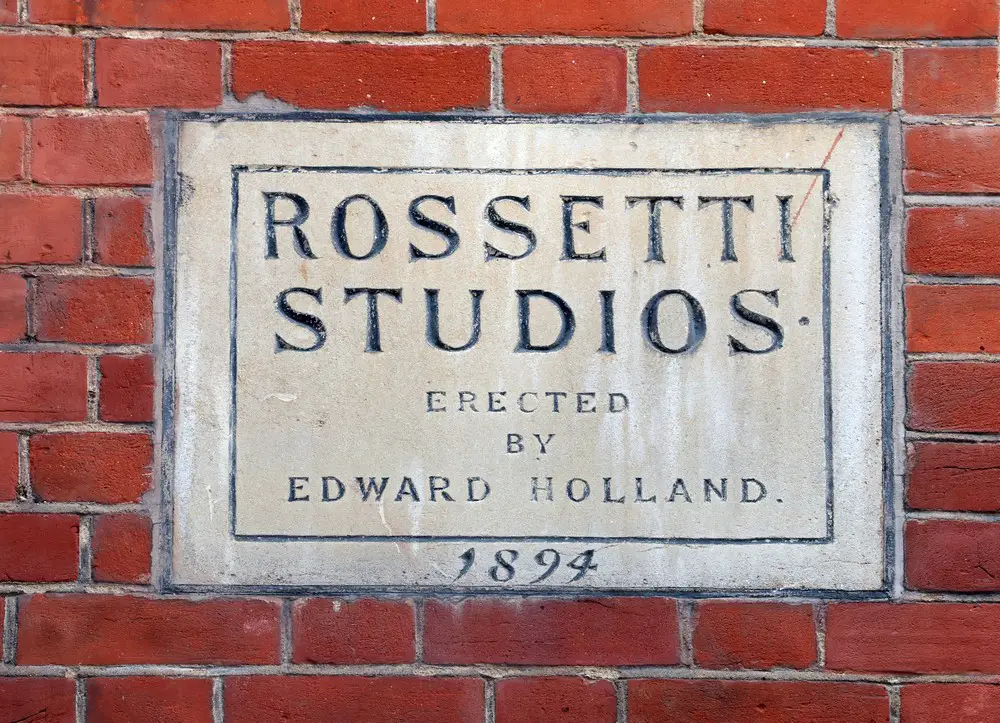 ROSSETTI
STUDIOS.
ERECTED
BY
EDWARD HOLLAND.
1894